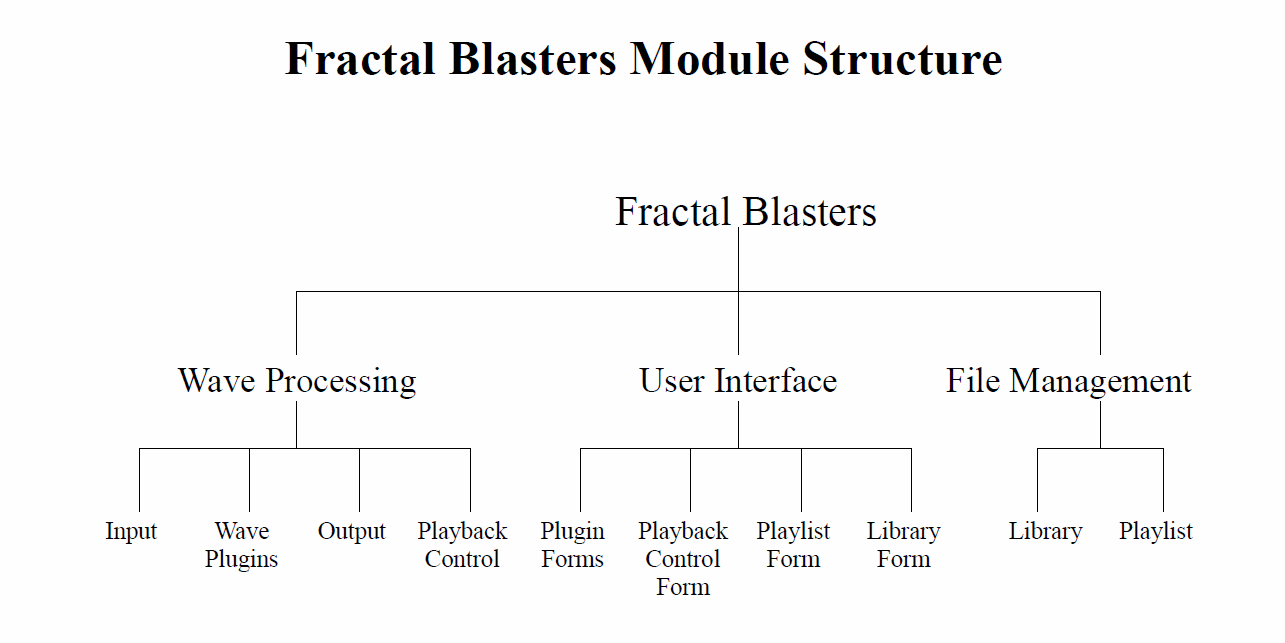 Fractal Blasters Module Structure
Fractal Blasters
Wave Processing
User Interface
File Management
Input
Wave
Plugins
Output
Playback
Control
Plugin
Forms
Playback
Control
Form
Playlist
Form
Library
Form
Library
Playlist